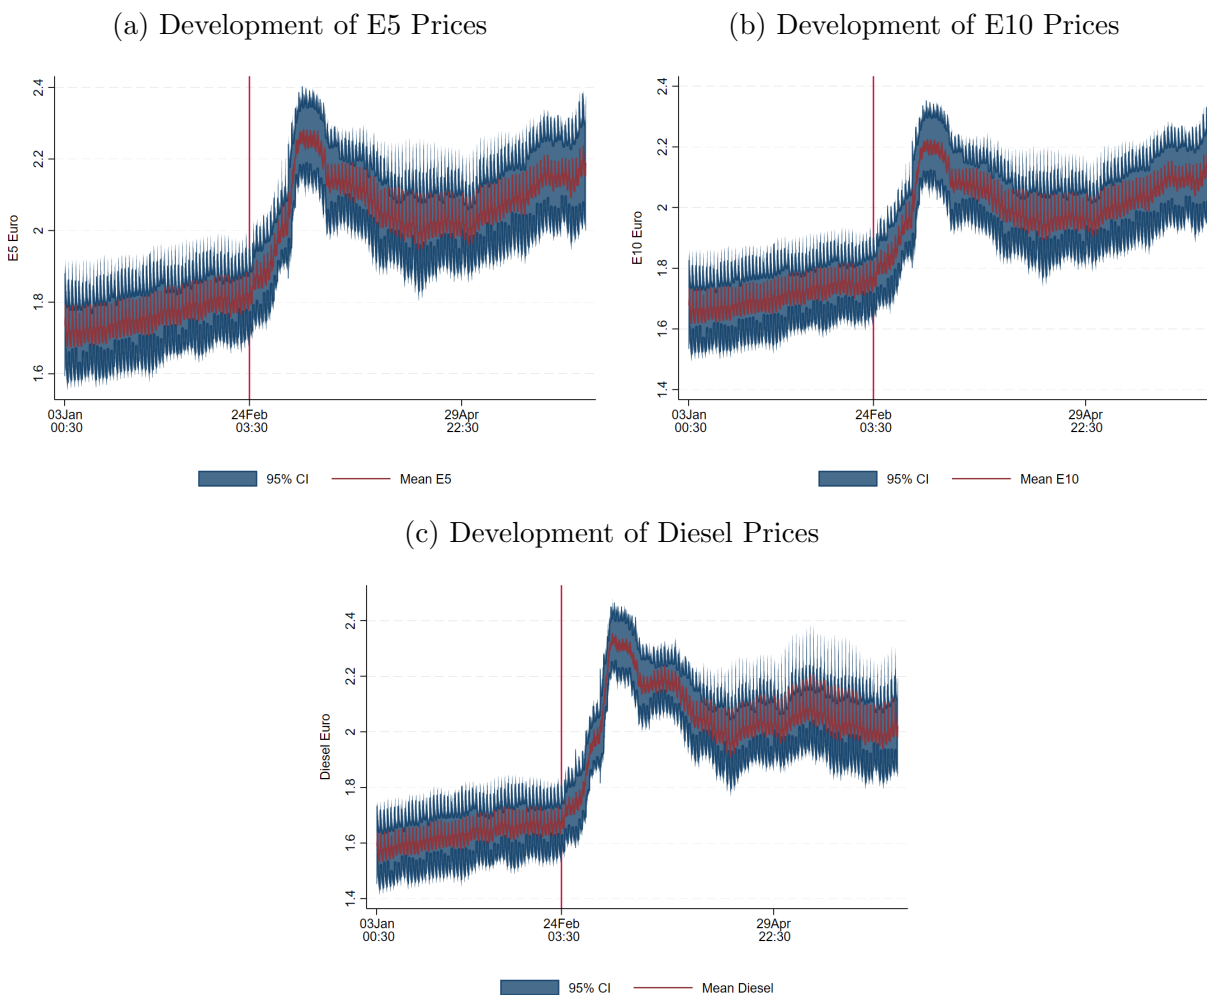 (a) Development of E5 Prices
E5 Euro
2.4
2.2
2
1.8
1.6
03Jan
00:30
24Feb
03:30
29Apr
22:30
95% CI
Mean E5
(b) Development of E10 Prices
E10 Euro
2.4
2.2
2
1.8
1.6
1.4
03Jan
00:30
24Feb
03:30
29Apr
22:30
95% CI
Mean E10
(c) Development of Diesel Prices
Diesel Euro
2.4
2.2
2
1.8
1.6
1.4
03Jan
00:30
24Feb
03:30
29Apr
22:30
95% CI
Mean Diesel